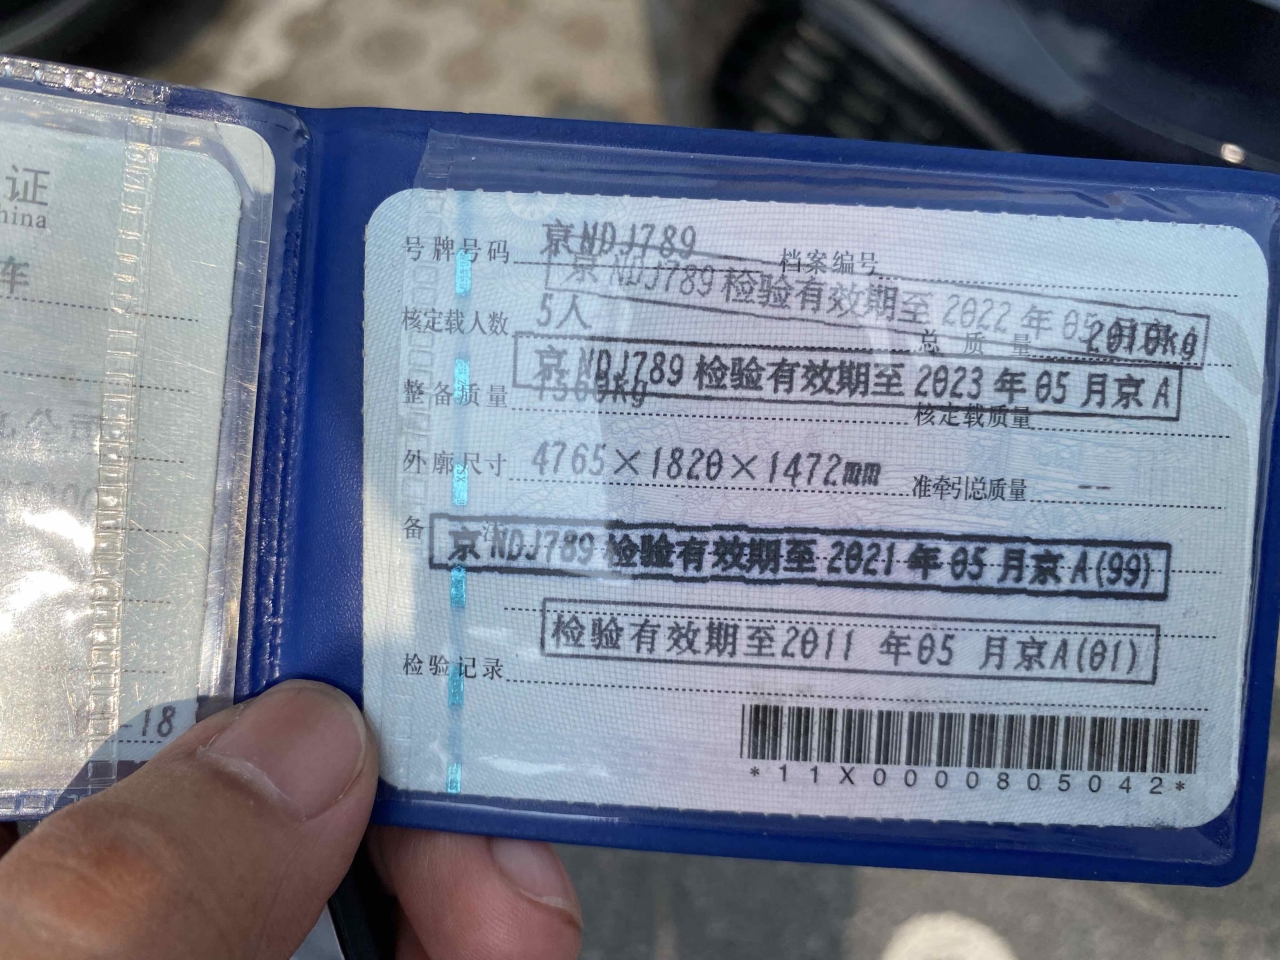 证
hina
车
公司
-18
号牌号码 京NDJ789 档案编号
京NDJ789检验有效期至2022年05月京A
核定载人数 5人 总质量 2010kg
京NDJ789检验有效期至2023年05月京A
整备质量 1500kg 核定载质量
外廓尺寸 4765×1820×1472mm 准牵引总质量 --
备注
京NDJ789检验有效期至2021年05月京A(99)
检验有效期至2011 年05 月京A(01)
检验记录
*11X0000805042*